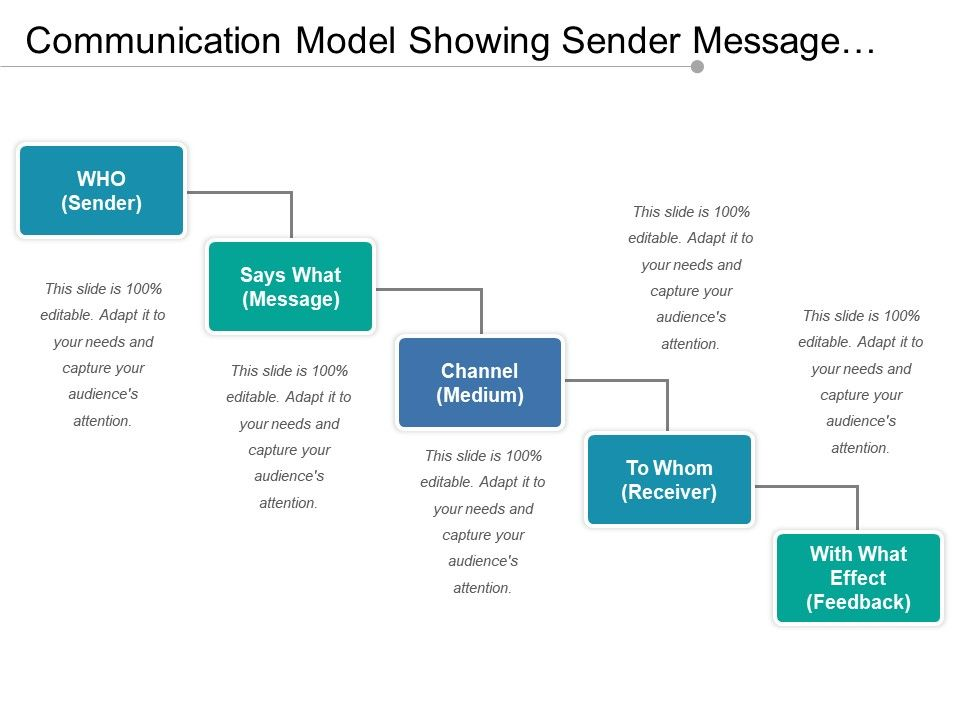 Communication Model Showing Sender Message…
WHO
(Sender)
This slide is 100%
editable. Adapt it to
your needs and
capture your
audience's
attention.
Says What
(Message)
This slide is 100%
editable. Adapt it to
your needs and
capture your
audience's
attention.
Channel
(Medium)
This slide is 100%
editable. Adapt it to
your needs and
capture your
audience's
attention.
This slide is 100%
editable. Adapt it to
your needs and
capture your
audience's
attention.
To Whom
(Receiver)
This slide is 100%
editable. Adapt it to
your needs and
capture your
audience's
attention.
With What
Effect
(Feedback)